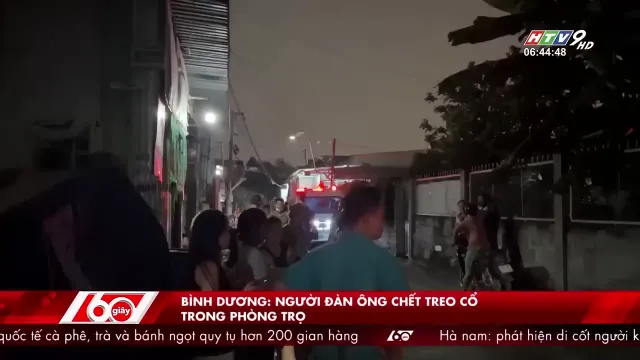 HTV9 HD
06:44:48
60 giây
BÌNH DƯƠNG: NGƯỜI ĐÀN ÔNG CHẾT TREO CỔ
TRONG PHÒNG TRỌ
quốc tế cà phê, trà và bánh ngọt quy tụ hơn 200 gian hàng 60 Hà nam: phát hiện di cốt người k